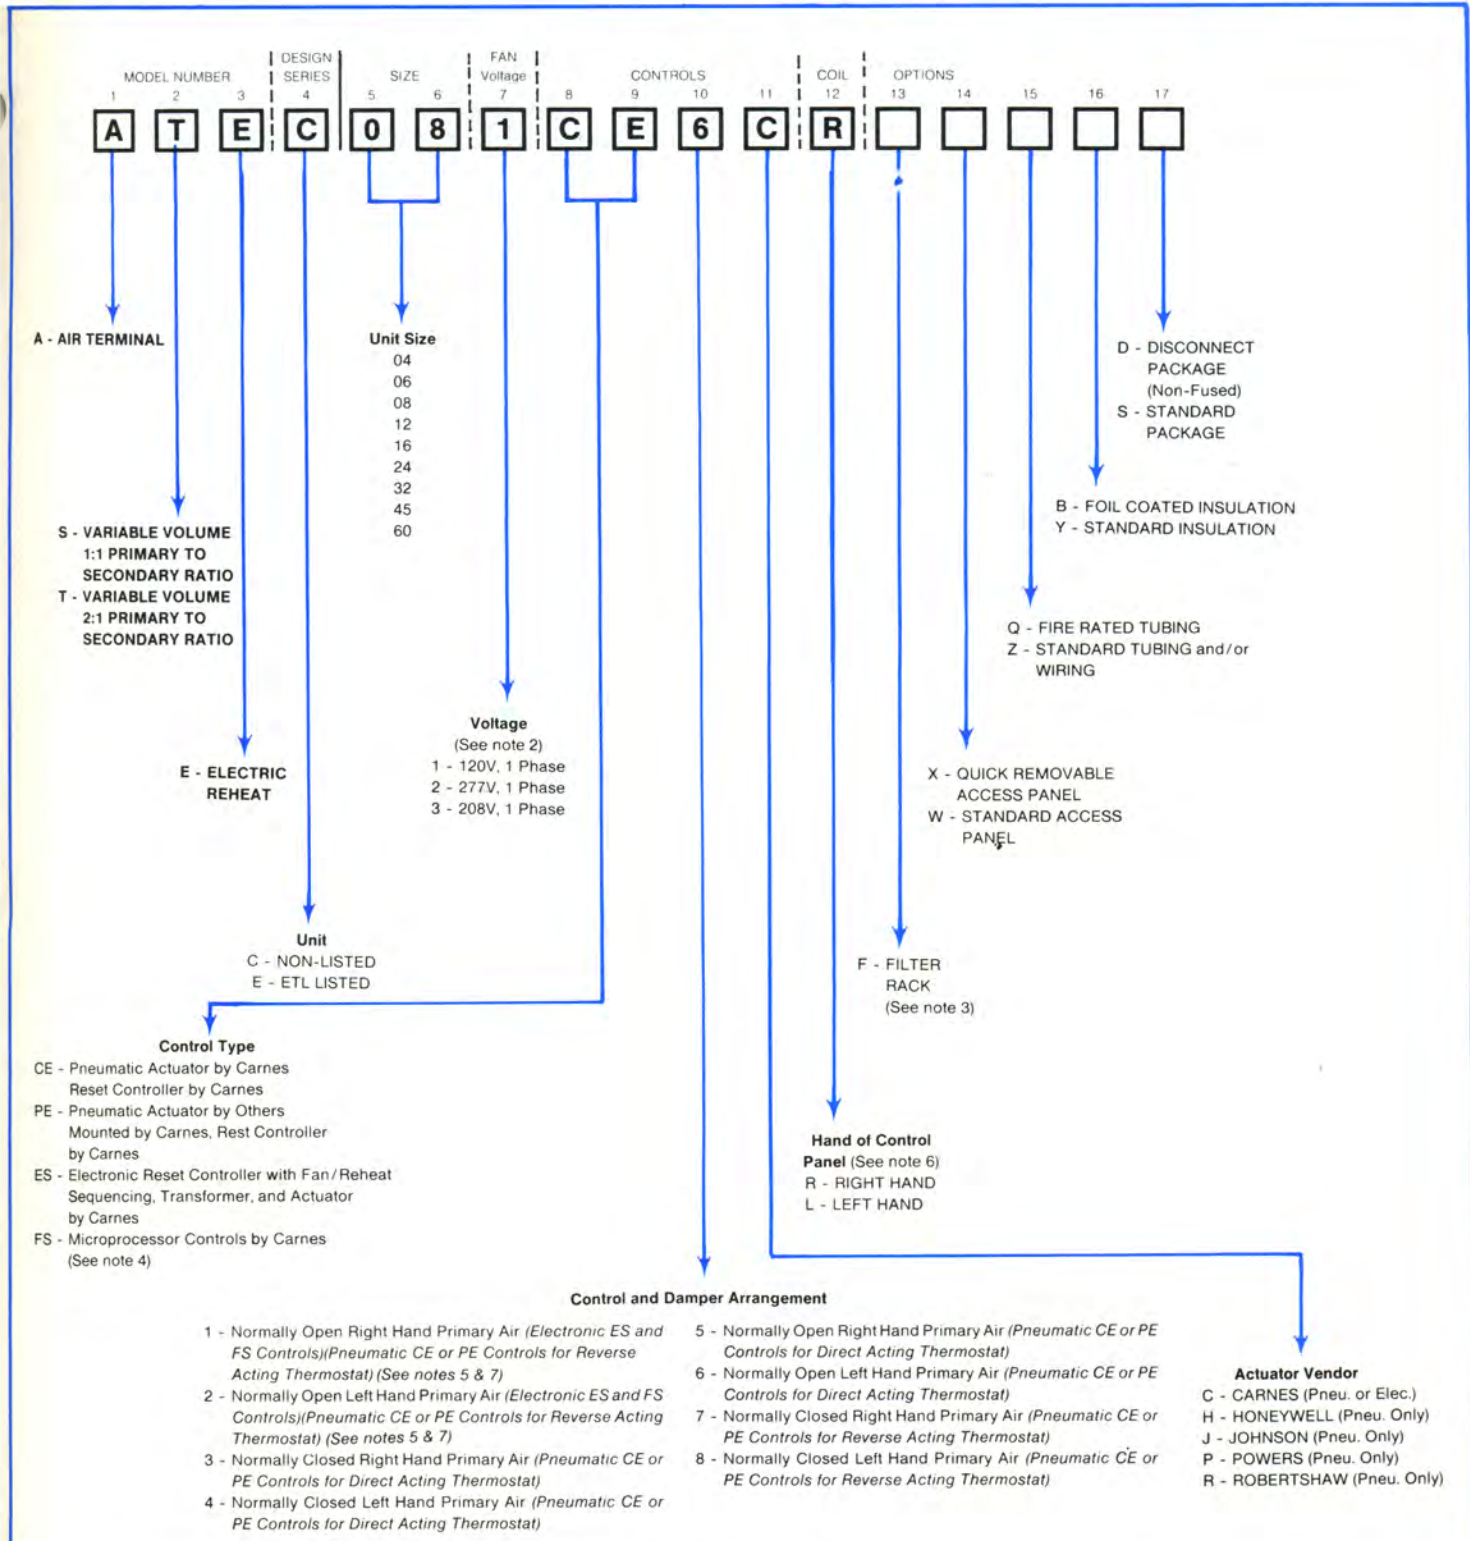 MODEL NUMBER
DESIGN
SERIES
SIZE
FAN
Voltage
CONTROLS
COIL
OPTIONS
1 2 3 4 5 6 7 8 9 10 11 12 13 14 15 16 17
A T E C 0 8 1 C E 6 C R
A - AIR TERMINAL
S - VARIABLE VOLUME
1:1 PRIMARY TO
SECONDARY RATIO
T - VARIABLE VOLUME
2:1 PRIMARY TO
SECONDARY RATIO
E - ELECTRIC
REHEAT
Unit
C - NON-LISTED
E - ETL LISTED
Unit Size
04
06
08
12
16
24
32
45
60
Voltage
(See note 2)
1 - 120V, 1 Phase
2 - 277V, 1 Phase
3 - 208V, 1 Phase
D - DISCONNECT
PACKAGE
(Non-Fused)
S - STANDARD
PACKAGE
B - FOIL COATED INSULATION
Y - STANDARD INSULATION
Q - FIRE RATED TUBING
Z - STANDARD TUBING and/or
WIRING
X - QUICK REMOVABLE
ACCESS PANEL
W - STANDARD ACCESS
PANEL
F - FILTER
RACK
(See note 3)
Control Type
CE - Pneumatic Actuator by Carnes
Reset Controller by Carnes
PE - Pneumatic Actuator by Others
Mounted by Carnes, Rest Controller
by Carnes
ES - Electronic Reset Controller with Fan/Reheat
Sequencing, Transformer, and Actuator
by Carnes
FS - Microprocessor Controls by Carnes
(See note 4)
Hand of Control
Panel (See note 6)
R - RIGHT HAND
L - LEFT HAND
Control and Damper Arrangement
1 - Normally Open Right Hand Primary Air (Electronic ES and
FS Controls)(Pneumatic CE or PE Controls for Reverse
Acting Thermostat) (See notes 5 & 7)
2 - Normally Open Left Hand Primary Air (Electronic ES and FS
Controls)(Pneumatic CE or PE Controls for Reverse Acting
Thermostat) (See notes 5 & 7)
3 - Normally Closed Right Hand Primary Air (Pneumatic CE or
PE Controls for Direct Acting Thermostat)
4 - Normally Closed Left Hand Primary Air (Pneumatic CE or
PE Controls for Direct Acting Thermostat)
5 - Normally Open Right Hand Primary Air (Pneumatic CE or PE
Controls for Direct Acting Thermostat)
6 - Normally Open Left Hand Primary Air (Pneumatic CE or PE
Controls for Direct Acting Thermostat)
7 - Normally Closed Right Hand Primary Air (Pneumatic CE or
PE Controls for Reverse Acting Thermostat)
8 - Normally Closed Left Hand Primary Air (Pneumatic CE or
PE Controls for Reverse Acting Thermostat)
Actuator Vendor
C - CARNES (Pneu. or Elec.)
H - HONEYWELL (Pneu. Only)
J - JOHNSON (Pneu. Only)
P - POWERS (Pneu. Only)
R - ROBERTSHAW (Pneu. Only)